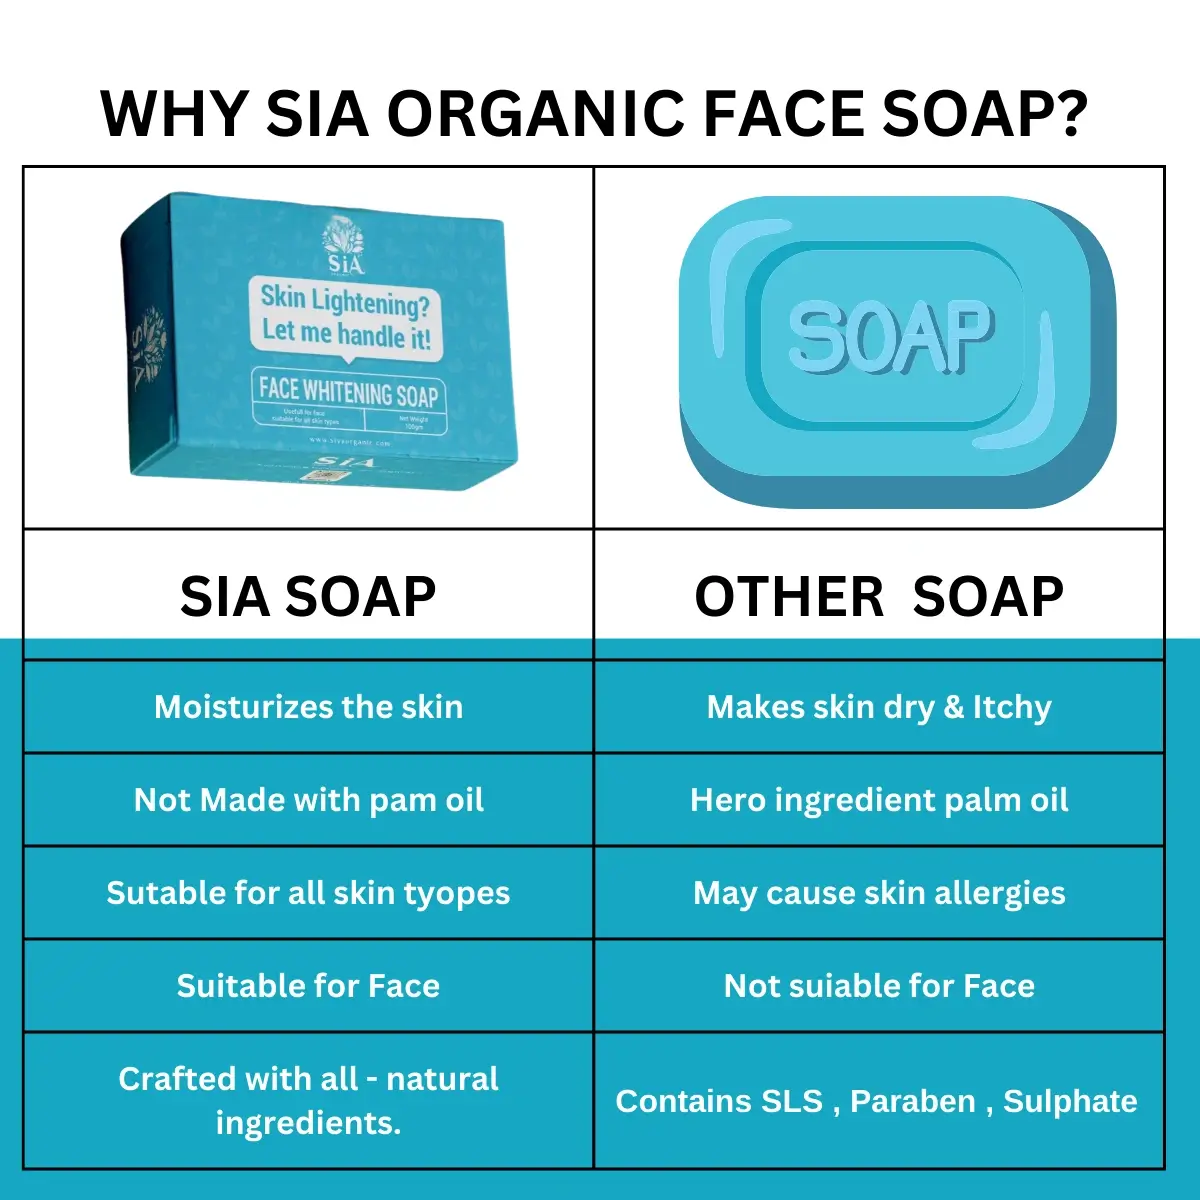 WHY SIA ORGANIC FACE SOAP?
SiA
Skin Lightening?
Let me handle it!
FACE WHITENING SOAP
Usefull for face
suitable for all skin types
Net Weight
100gm
SiA
SiA
SOAP
SIA SOAP
OTHER SOAP
Moisturizes the skin
Makes skin dry & Itchy
Not Made with pam oil
Hero ingredient palm oil
Sutable for all skin tyopes
May cause skin allergies
Suitable for Face
Not suiable for Face
Crafted with all - natural
ingredients.
Contains SLS , Paraben , Sulphate